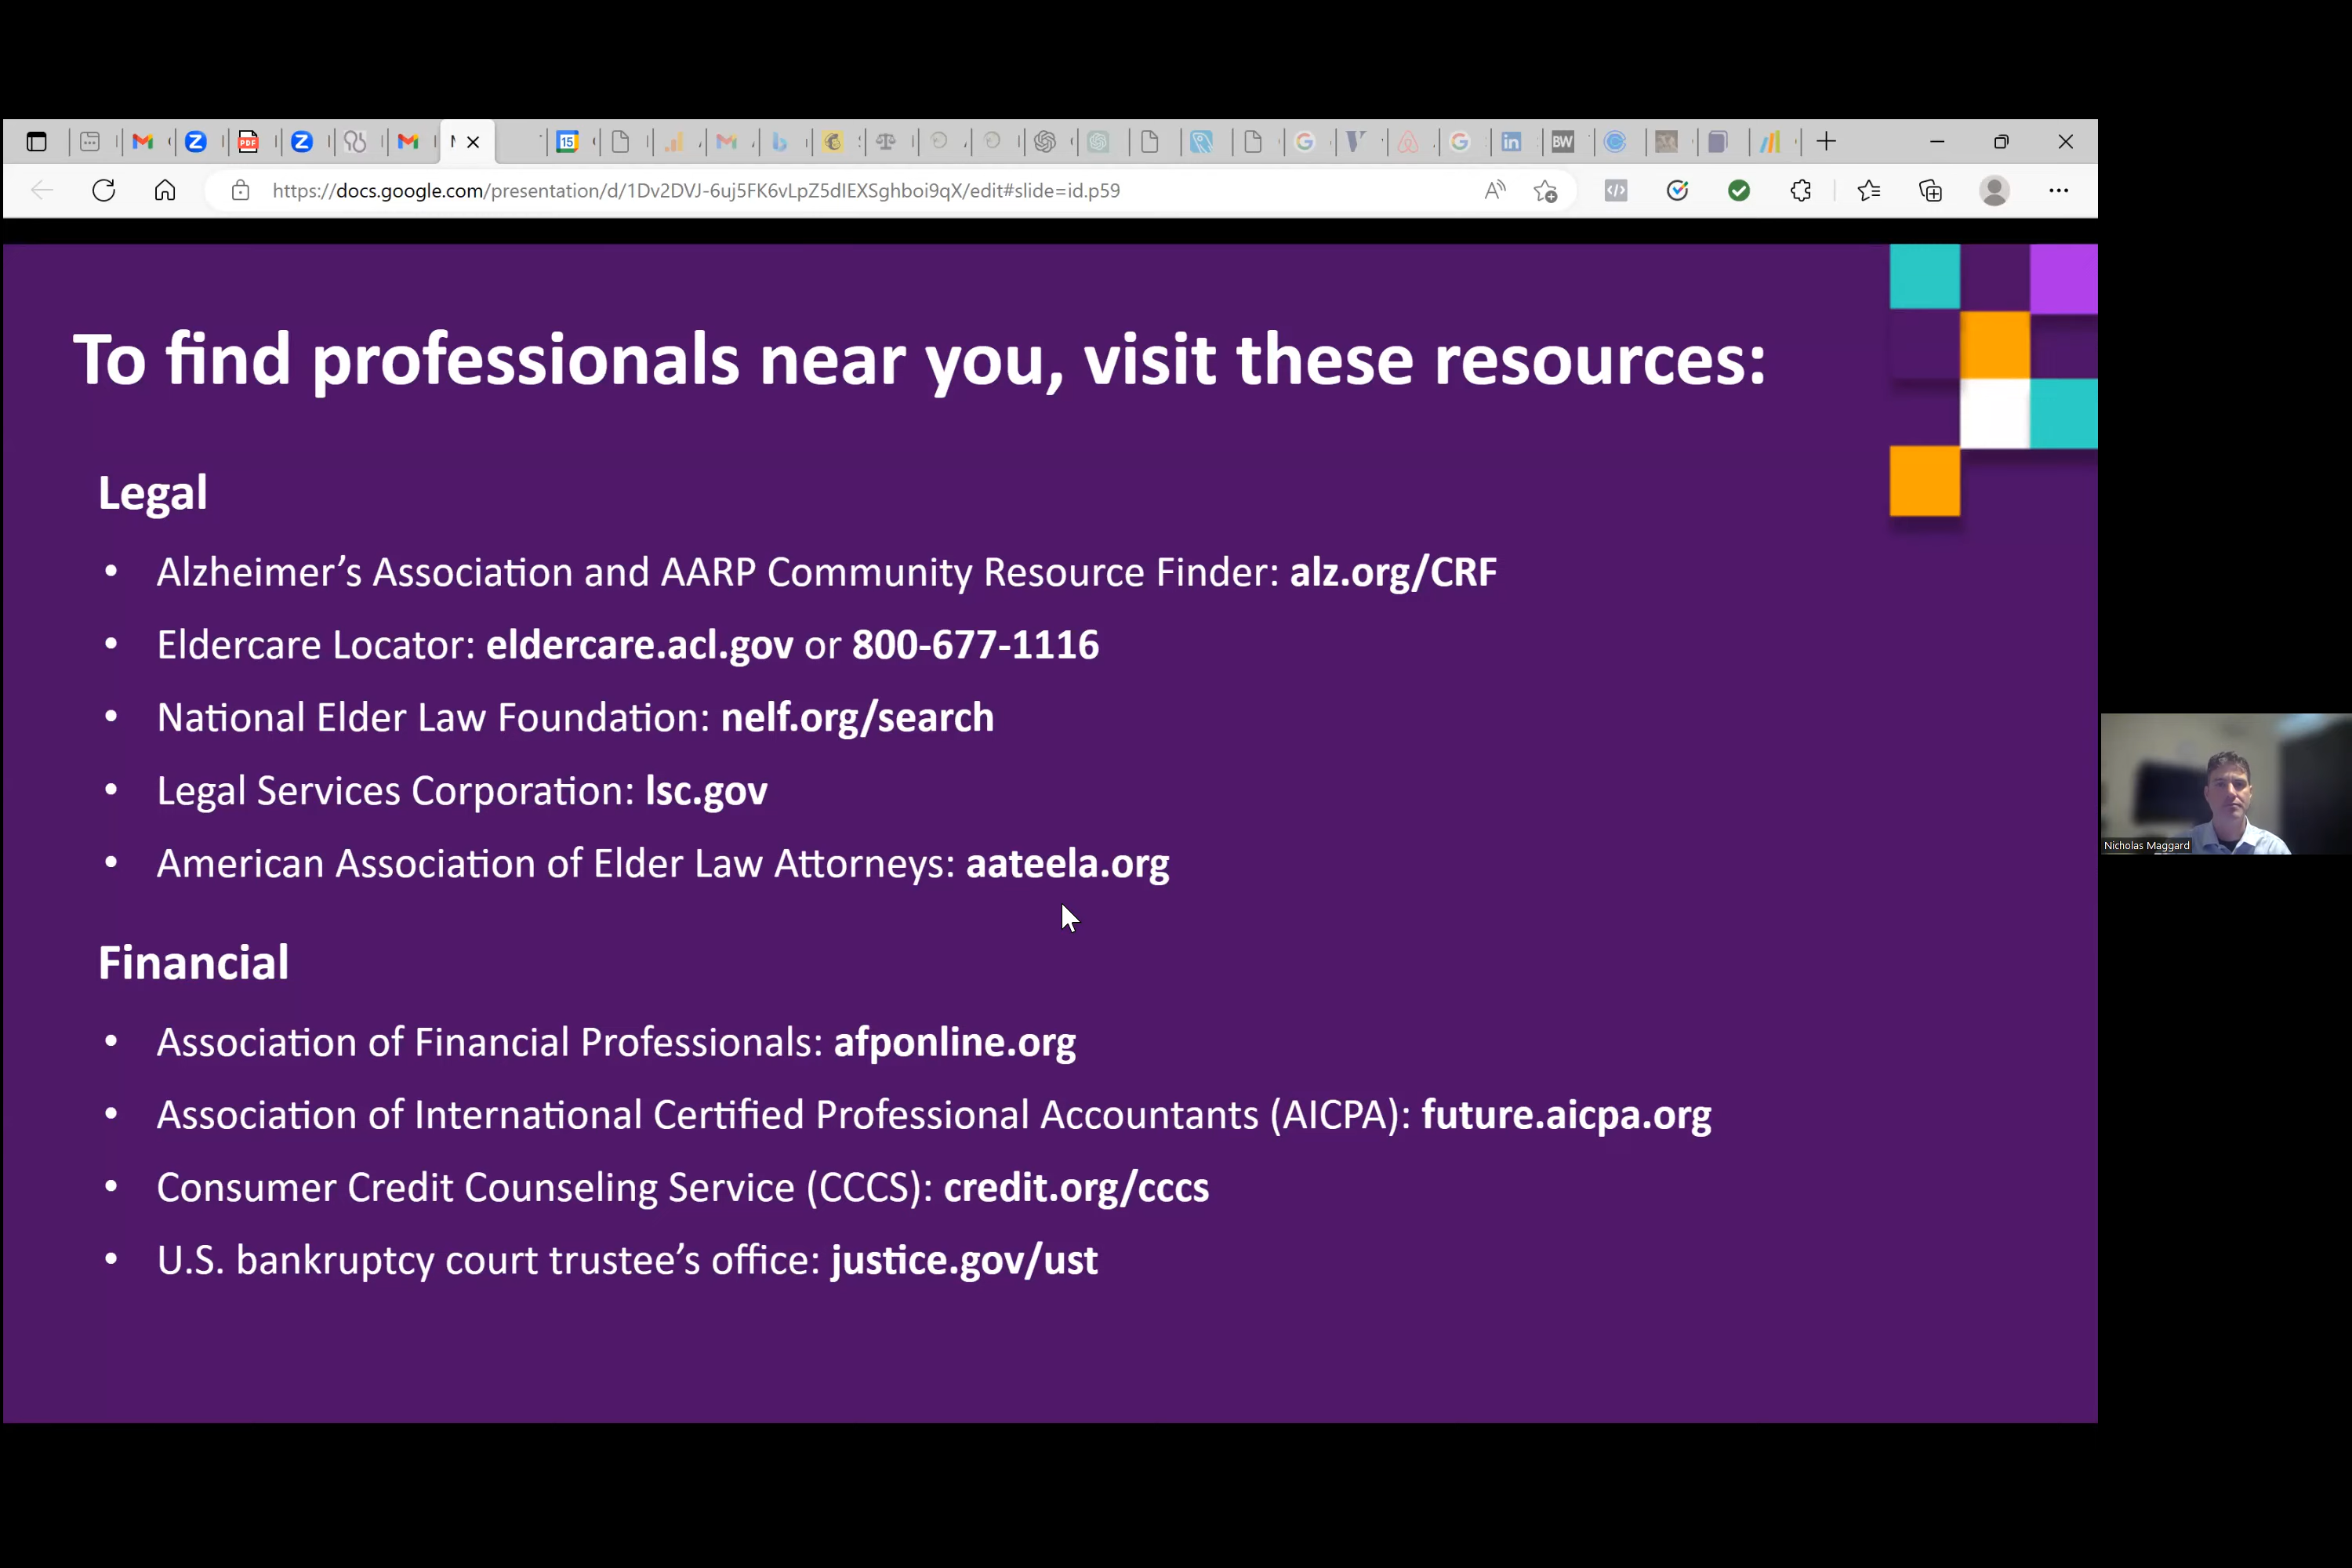 PDF
15
BW
https://docs.google.com/presentation/d/1Dv2DVJ-6uj5FK6vLpZ5dIEXSghboi9qX/edit#slide=id.p59
To find professionals near you, visit these resources:
Legal
• Alzheimer’s Association and AARP Community Resource Finder: alz.org/CRF
• Eldercare Locator: eldercare.acl.gov or 800-677-1116
• National Elder Law Foundation: nelf.org/search
• Legal Services Corporation: lsc.gov
• American Association of Elder Law Attorneys: aateela.org
Financial
• Association of Financial Professionals: afponline.org
• Association of International Certified Professional Accountants (AICPA): future.aicpa.org
• Consumer Credit Counseling Service (CCCS): credit.org/cccs
• U.S. bankruptcy court trustee’s office: justice.gov/ust
Nicholas Maggard